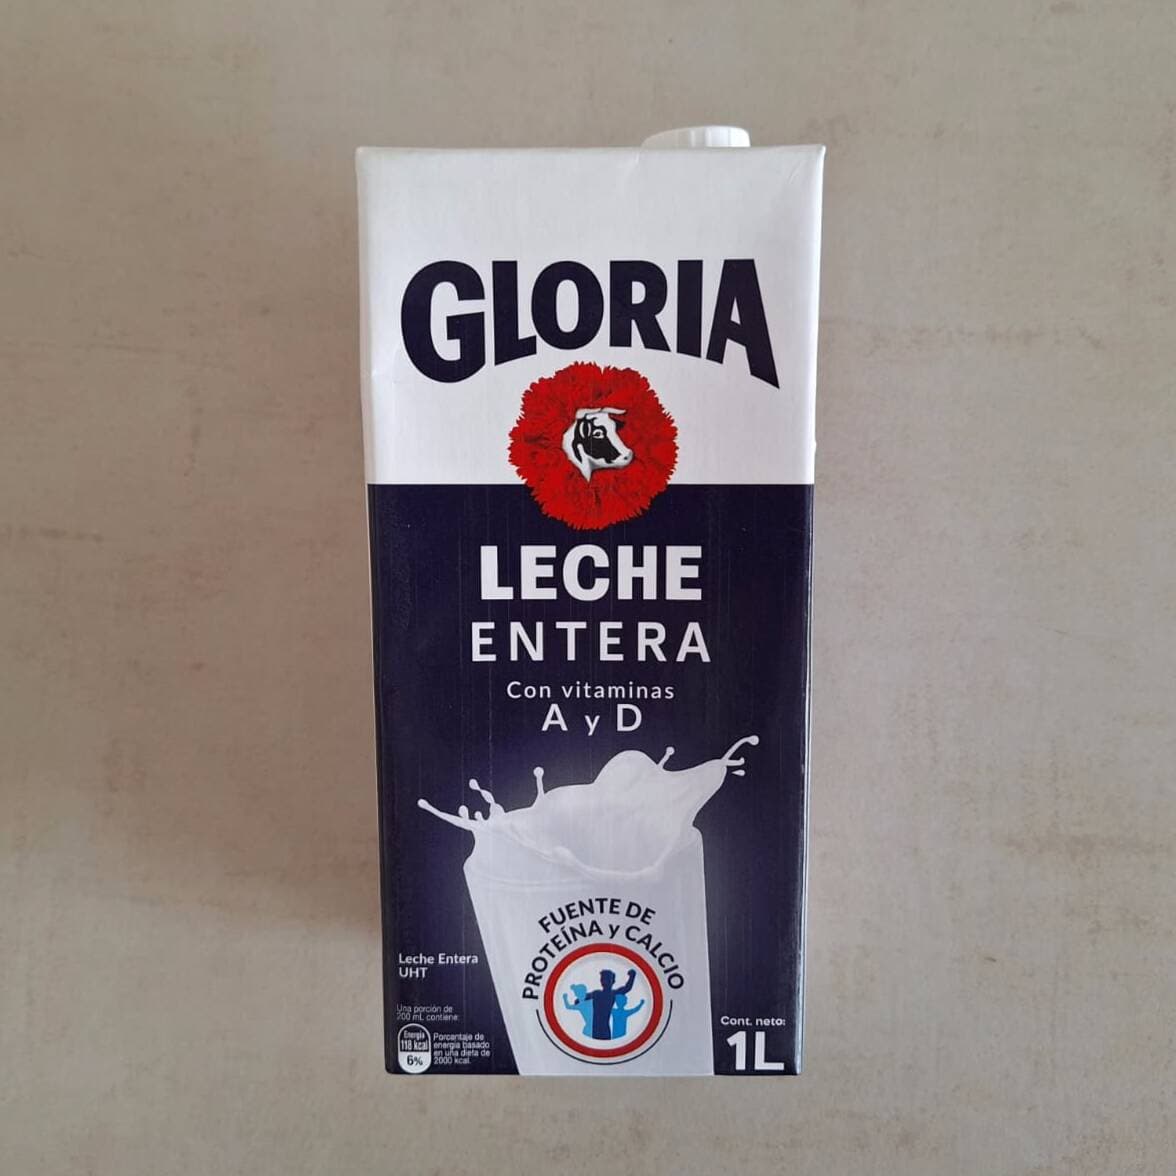 GLORIA
LECHE
ENTERA
Con vitaminas
A y D
FUENTE DE
PROTEÍNA y CALCIO
Leche Entera
UHT
Una porción de
200 mL contiene:
Energía
118 kcal
6%
Porcentaje de
energía basado
en una dieta de
2000 kcal.
Cont. neto:
1L